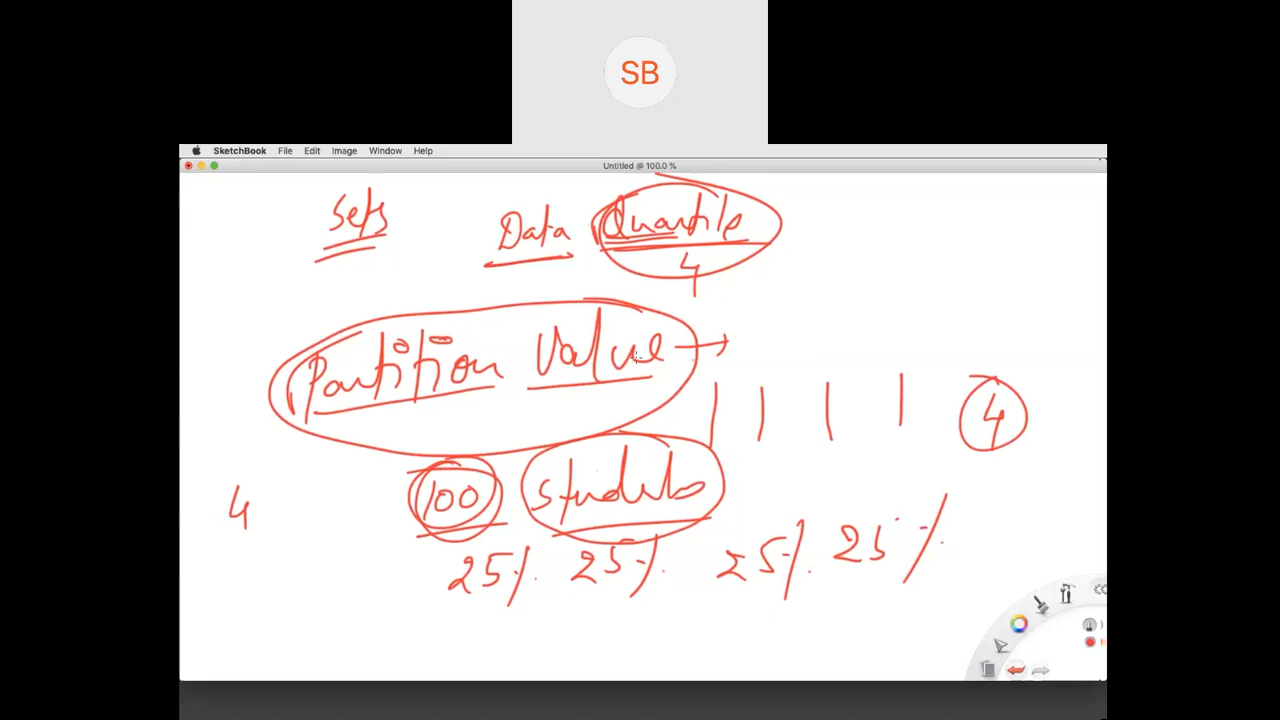 SB
SketchBook File Edit Image Window Help
Untitled @ 100.0 %
Sets Data Quantile
4
Partition Value →
4
100 students
4
25% 25% 25% 25%